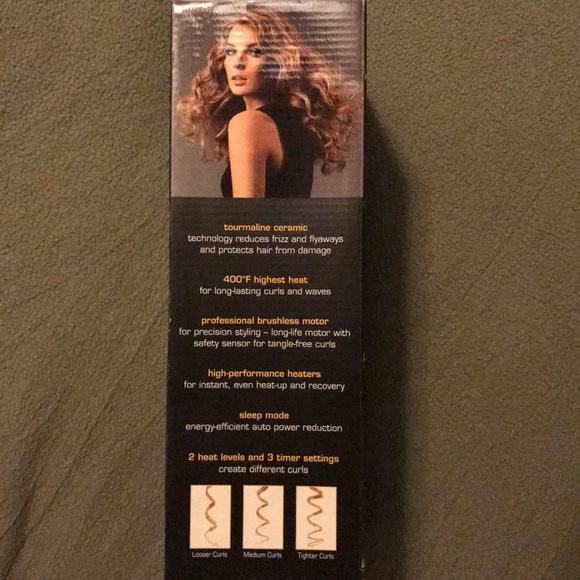 tourmaline ceramic
technology reduces frizz and flyaways
and protects hair from damage
400°F highest heat
for long-lasting curls and waves
professional brushless motor
for precision styling – long-life motor with
safety sensor for tangle-free curls
high-performance heaters
for instant, even heat-up and recovery
sleep mode
energy-efficient auto power reduction
2 heat levels and 3 timer settings
create different curls
Looser Curls
Medium Curls
Tighter Curls